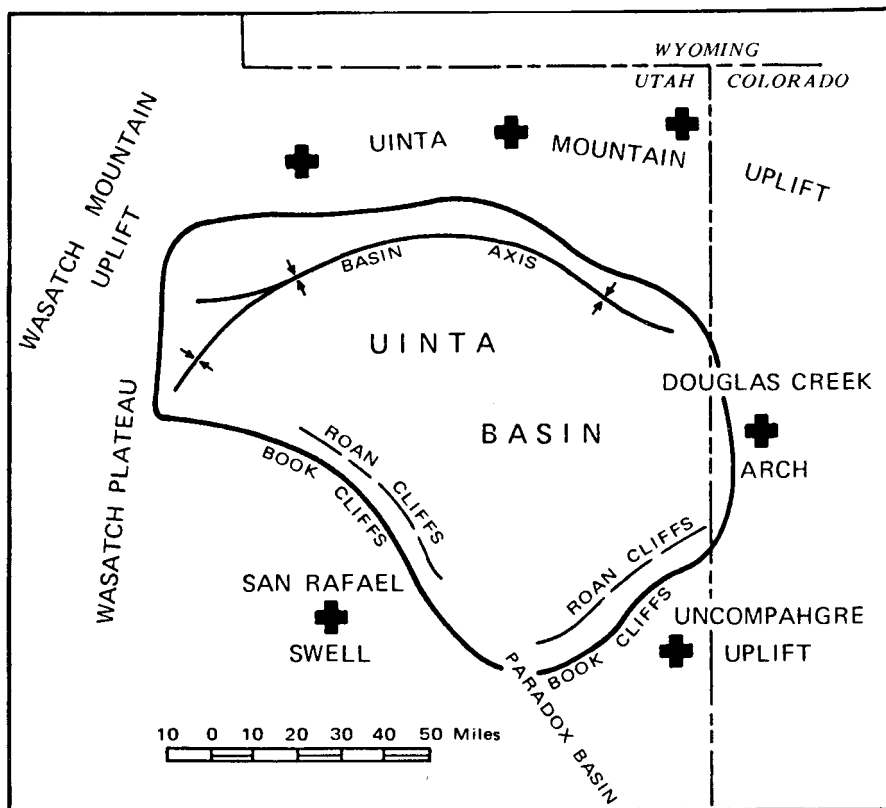 WYOMING
UTAH COLORADO
UINTA MOUNTAIN UPLIFT
WASATCH MOUNTAIN
UPLIFT
BASIN AXIS
UINTA
BASIN
DOUGLAS CREEK
ARCH
WASATCH PLATEAU
ROAN CLIFFS
BOOK CLIFFS
SAN RAFAEL
SWELL
ROAN CLIFFS
BOOK CLIFFS
UNCOMPAHGRE
UPLIFT
PARADOX BASIN
10 0 10 20 30 40 50 Miles